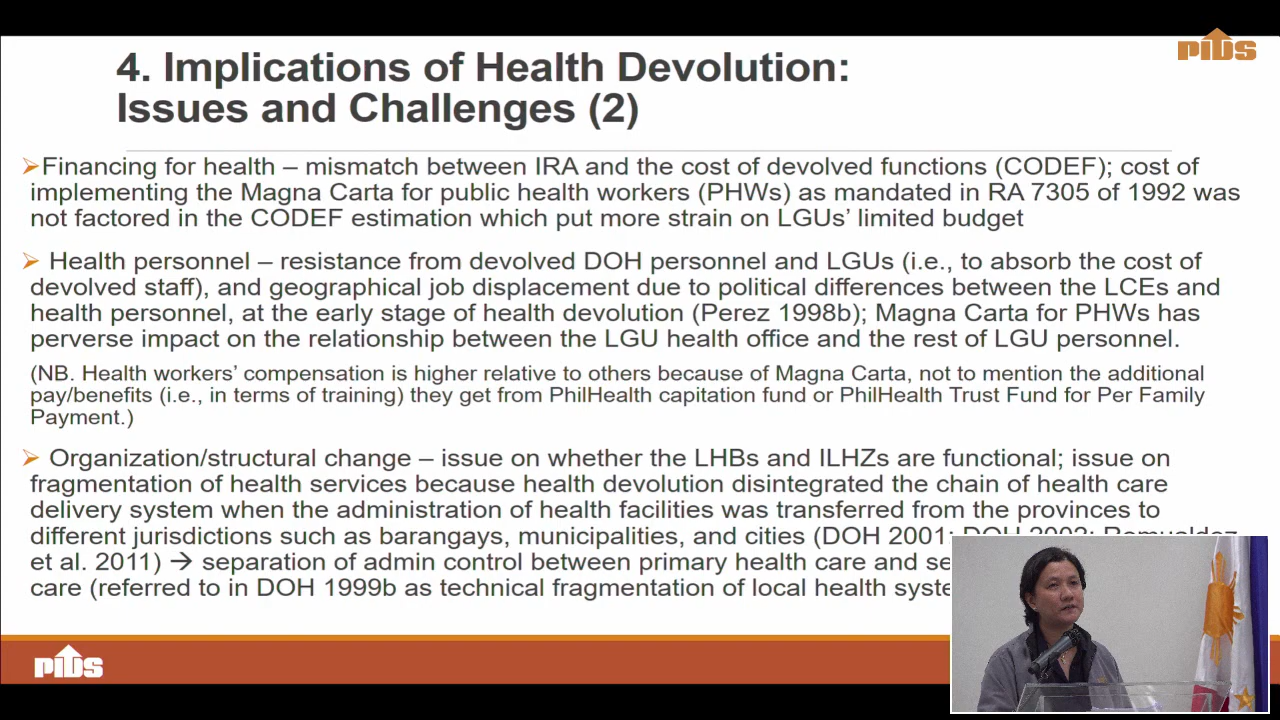 PIDS
4. Implications of Health Devolution:
Issues and Challenges (2)
➢Financing for health – mismatch between IRA and the cost of devolved functions (CODEF); cost of
implementing the Magna Carta for public health workers (PHWs) as mandated in RA 7305 of 1992 was
not factored in the CODEF estimation which put more strain on LGUs' limited budget
➢ Health personnel – resistance from devolved DOH personnel and LGUs (i.e., to absorb the cost of
devolved staff), and geographical job displacement due to political differences between the LCEs and
health personnel, at the early stage of health devolution (Perez 1998b); Magna Carta for PHWs has
perverse impact on the relationship between the LGU health office and the rest of LGU personnel.
(NB. Health workers' compensation is higher relative to others because of Magna Carta, not to mention the additional
pay/benefits (i.e., in terms of training) they get from PhilHealth capitation fund or PhilHealth Trust Fund for Per Family
Payment.)
➢ Organization/structural change – issue on whether the LHBs and ILHZs are functional; issue on
fragmentation of health services because health devolution disintegrated the chain of health care
delivery system when the administration of health facilities was transferred from the provinces to
different jurisdictions such as barangays, municipalities, and cities (DOH 2001; DOH 2002; Romualdez
et al. 2011) → separation of admin control between primary health care and se
care (referred to in DOH 1999b as technical fragmentation of local health syste
PIDS